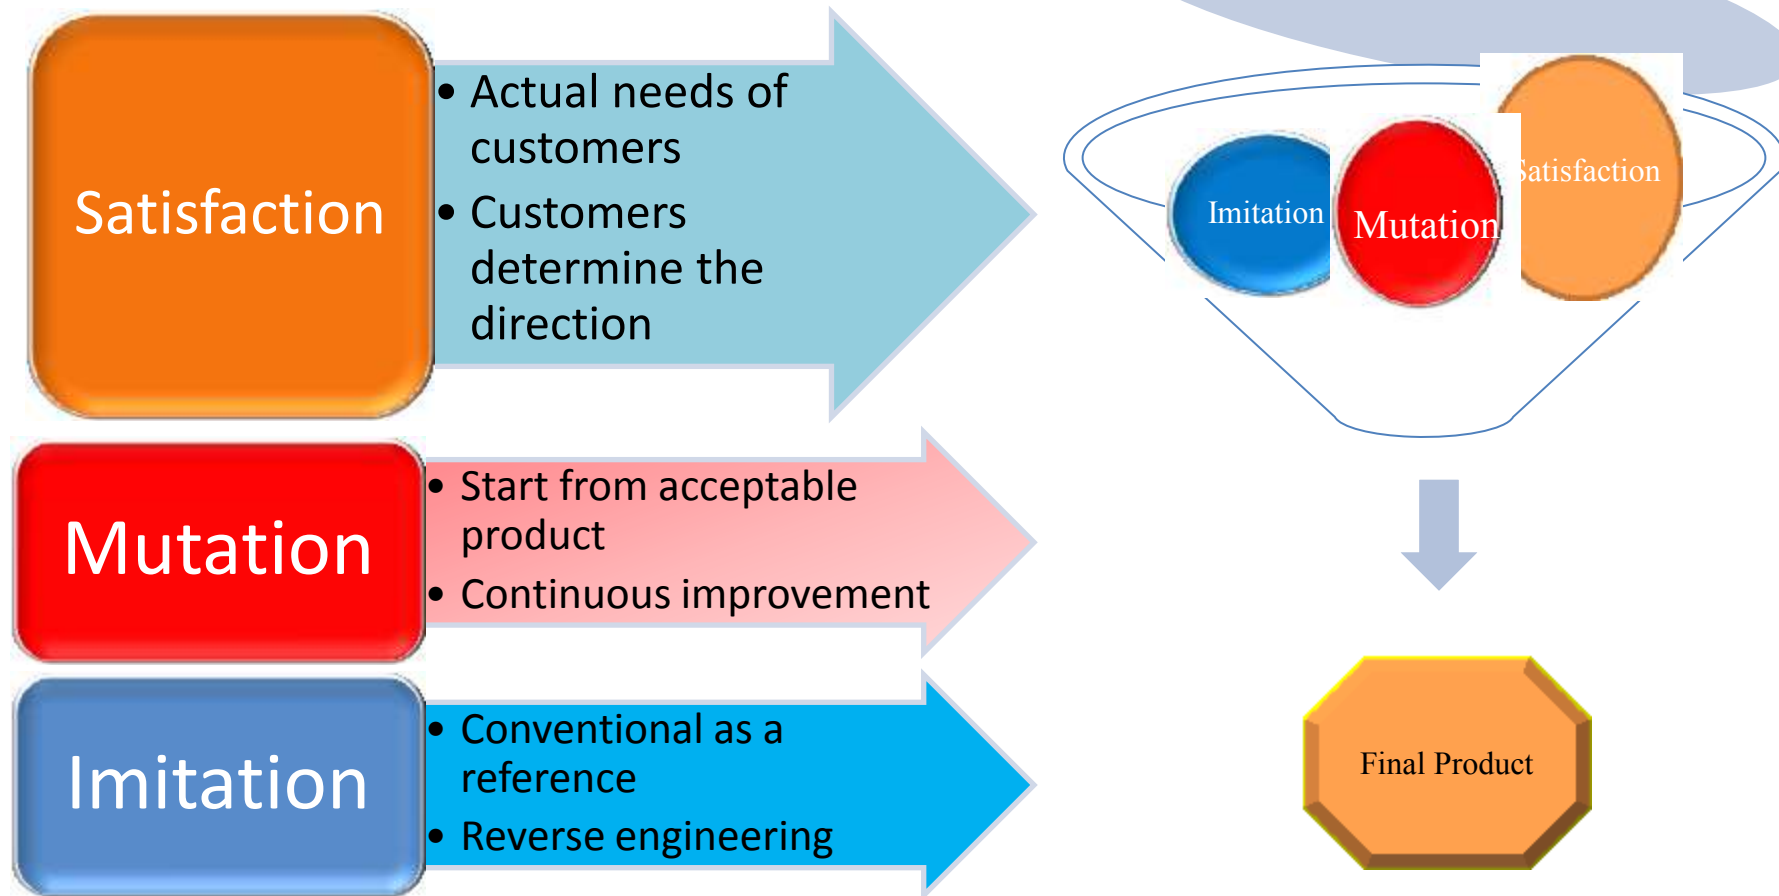 Satisfaction
• Actual needs of
customers
• Customers
determine the
direction
Mutation
• Start from acceptable
product
• Continuous improvement
Imitation
• Conventional as a
reference
• Reverse engineering
Imitation
Mutation
Satisfaction
Final Product